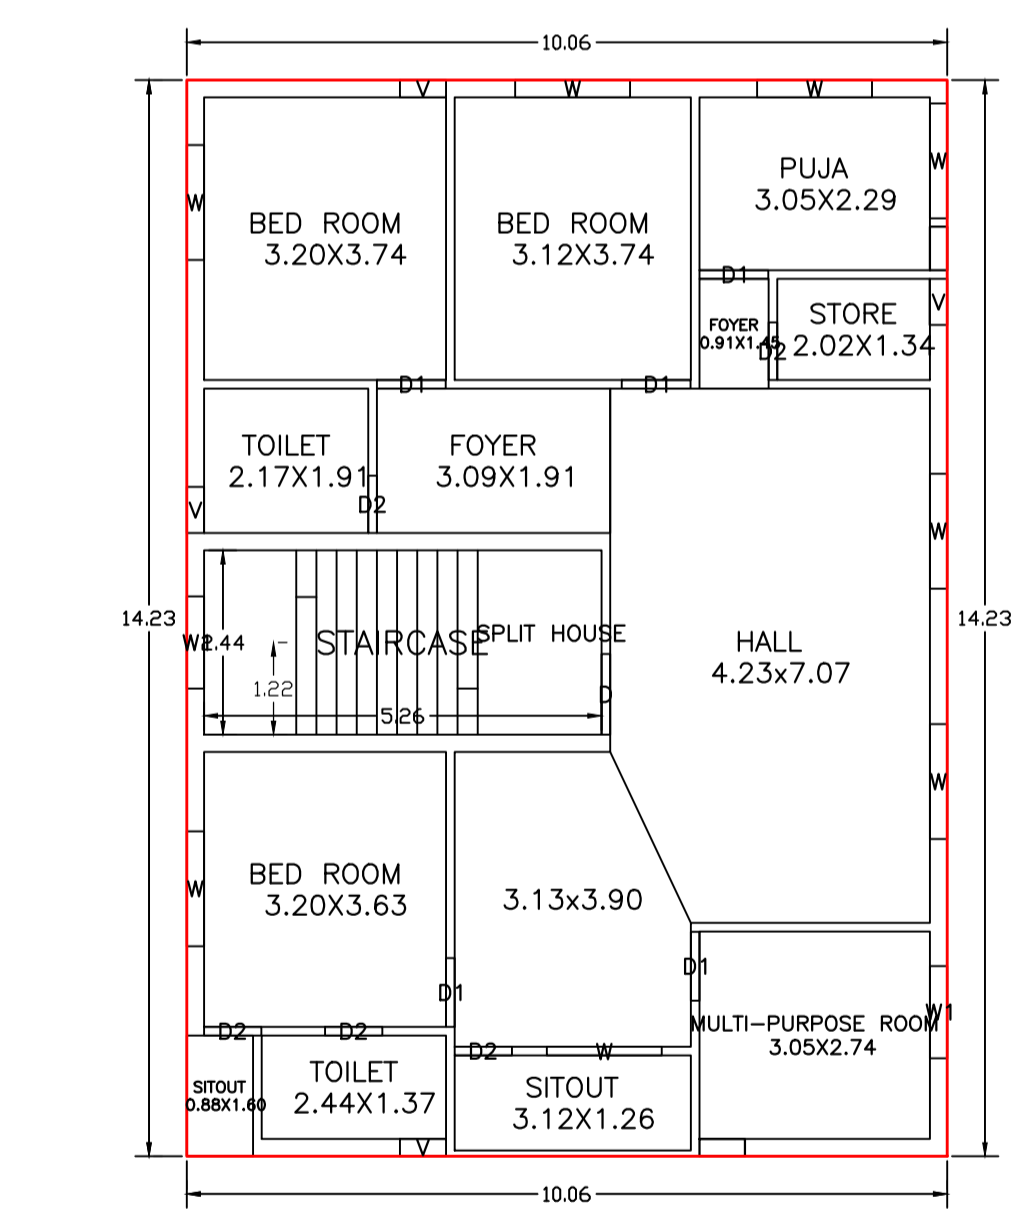 10.06
V
W
W
PUJA
3.05X2.29
W
W
BED ROOM
3.20X3.74
BED ROOM
3.12X3.74
D1
V
STORE
2.02X1.34
FOYER
0.91X1.45
D2
D1
D1
TOILET
2.17X1.91
FOYER
3.09X1.91
D2
V
W
14.23
14.23
2.44
STAIRCASE
SPLIT HOUSE
HALL
4.23x7.07
1.22
D
5.26
W
BED ROOM
3.20X3.63
W
3.13x3.90
D1
D1
MULTI-PURPOSE ROOM
3.05X2.74
W1
D2
D2
D2
W
SITOUT
0.88X1.60
TOILET
2.44X1.37
SITOUT
3.12X1.26
V
10.06